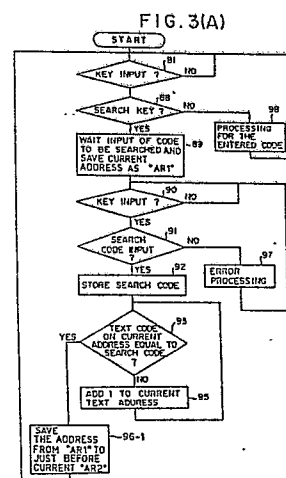 FIG. 3(A)
START
81
KEY INPUT ?
NO
88
SEARCH KEY ?
NO
98
YES
PROCESSING
FOR THE
ENTERED CODE
WAIT INPUT OF CODE
TO BE SEARCHED AND
SAVE CURRENT
ADDRESS AS "AR1"
89
90
KEY INPUT ?
NO
YES
91
SEARCH
CODE INPUT
?
NO
97
YES
92
ERROR
PROCESSING
STORE SEARCH CODE
93
YES
TEXT CODE
ON CURRENT
ADDRESS EQUAL TO
SEARCH CODE
?
NO
95
ADD 1 TO CURRENT
TEXT ADDRESS
SAVE
THE ADDRESS
FROM "AR1" TO
JUST BEFORE
CURRENT "AR2"
96-1